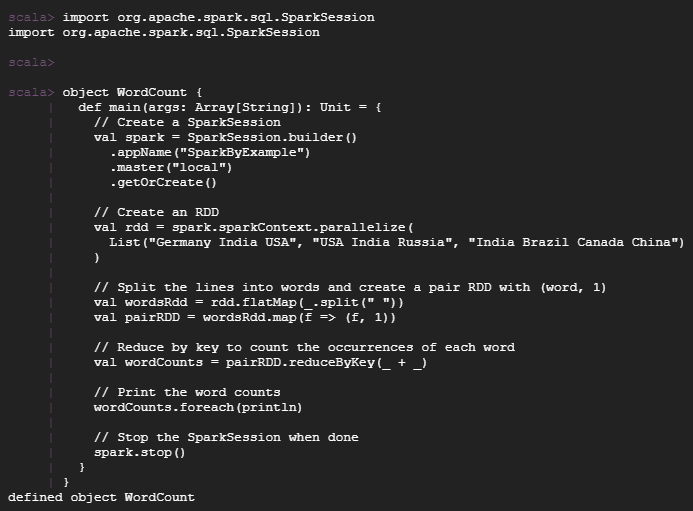 scala> import org.apache.spark.sql.SparkSession
import org.apache.spark.sql.SparkSession

scala>

scala> object WordCount {
     |   def main(args: Array[String]): Unit = {
     |     // Create a SparkSession
     |     val spark = SparkSession.builder()
     |       .appName("SparkByExample")
     |       .master("local")
     |       .getOrCreate()
     |
     |     // Create an RDD
     |     val rdd = spark.sparkContext.parallelize(
     |       List("Germany India USA", "USA India Russia", "India Brazil Canada China")
     |     )
     |
     |     // Split the lines into words and create a pair RDD with (word, 1)
     |     val wordsRdd = rdd.flatMap(_.split(" "))
     |     val pairRDD = wordsRdd.map(f => (f, 1))
     |
     |     // Reduce by key to count the occurrences of each word
     |     val wordCounts = pairRDD.reduceByKey(_ + _)
     |
     |     // Print the word counts
     |     wordCounts.foreach(println)
     |
     |     // Stop the SparkSession when done
     |     spark.stop()
     |   }
     | }
defined object WordCount